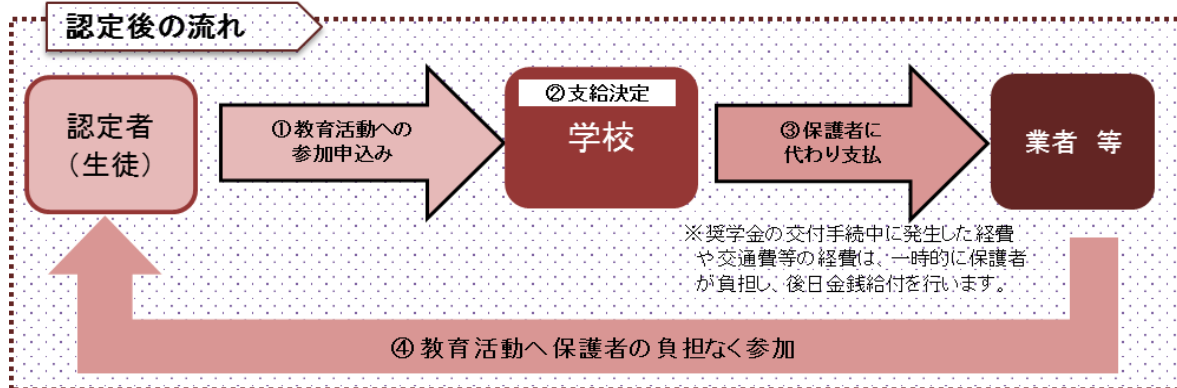 認定後の流れ
認定者
（生徒）
①教育活動への
参加申込み
②支給決定
学校
③保護者に
代わり支払
業者　等
※奨学金の交付手続中に発生した経費
や交通費等の経費は、一時的に保護者
が負担し、後日金銭給付を行います。
④教育活動へ保護者の負担なく参加